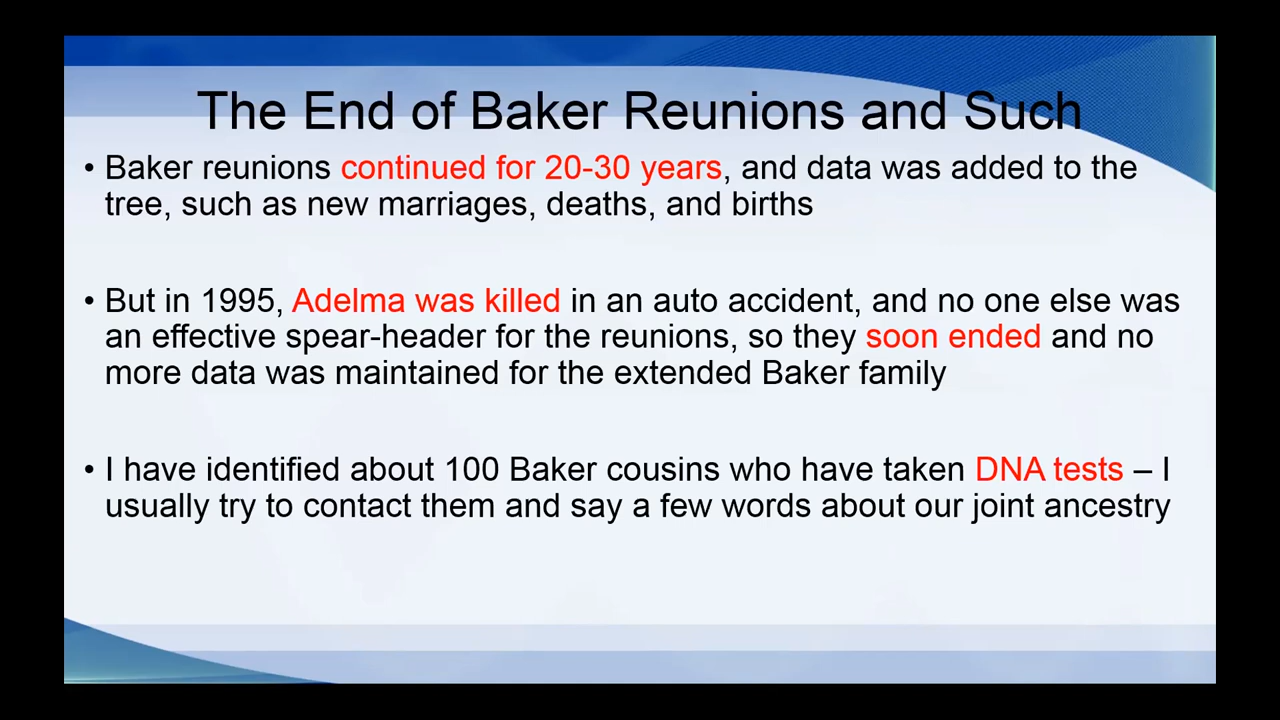 The End of Baker Reunions and Such
• Baker reunions continued for 20-30 years, and data was added to the
tree, such as new marriages, deaths, and births
• But in 1995, Adelma was killed in an auto accident, and no one else was
an effective spear-header for the reunions, so they soon ended and no
more data was maintained for the extended Baker family
• I have identified about 100 Baker cousins who have taken DNA tests – I
usually try to contact them and say a few words about our joint ancestry